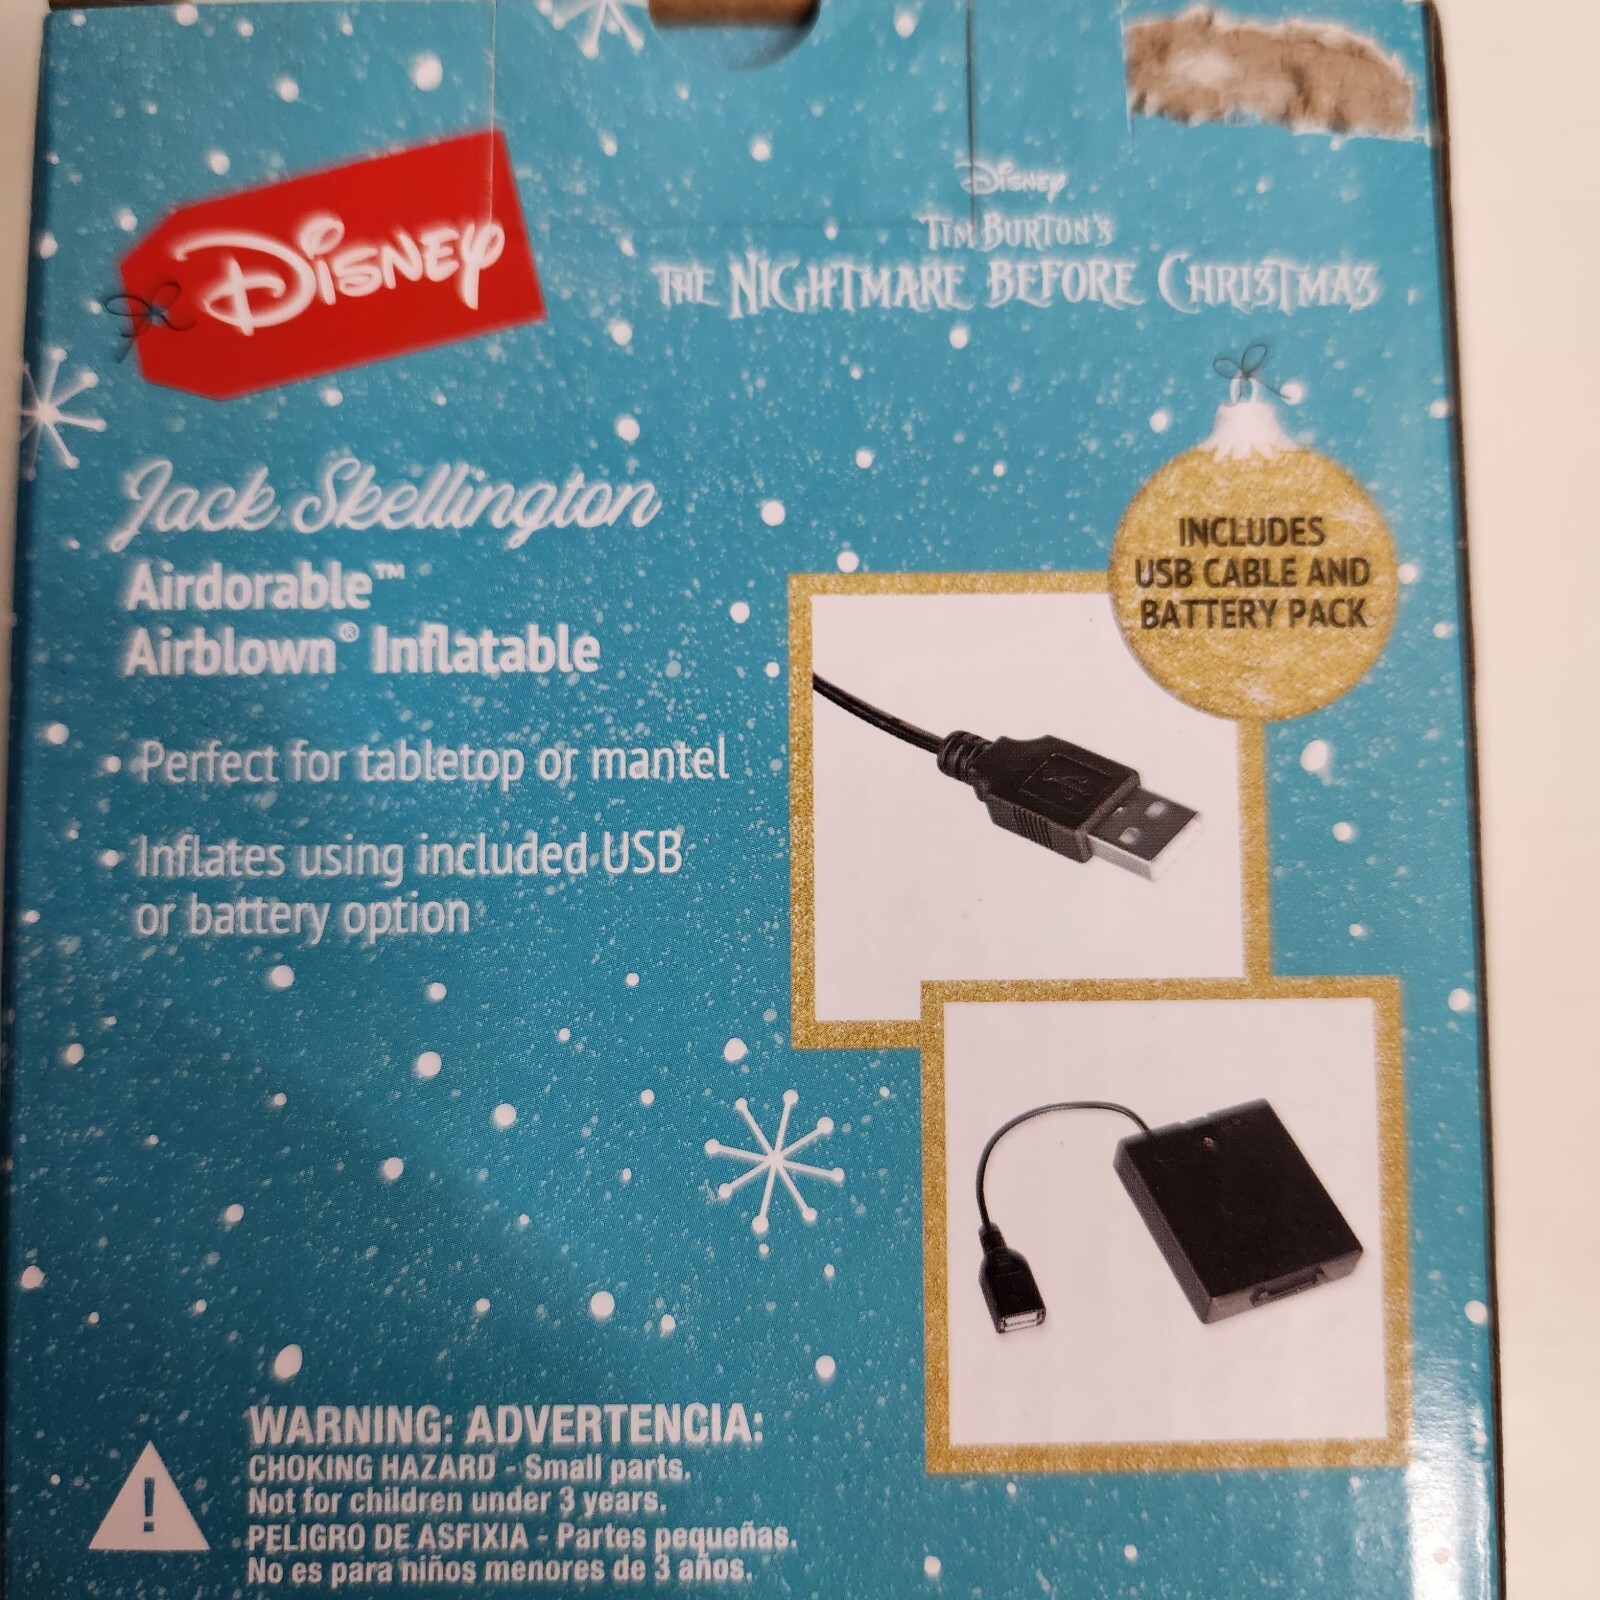 Disney
Disney
Tim Burton's
The Nightmare Before Christmas
Jack Skellington
Airdorable™
Airblown® Inflatable
• Perfect for tabletop or mantel
• Inflates using included USB
or battery option
INCLUDES
USB CABLE AND
BATTERY PACK
!
WARNING: ADVERTENCIA:
CHOKING HAZARD - Small parts.
Not for children under 3 years.
PELIGRO DE ASFIXIA - Partes pequeñas.
No es para niños menores de 3 años.